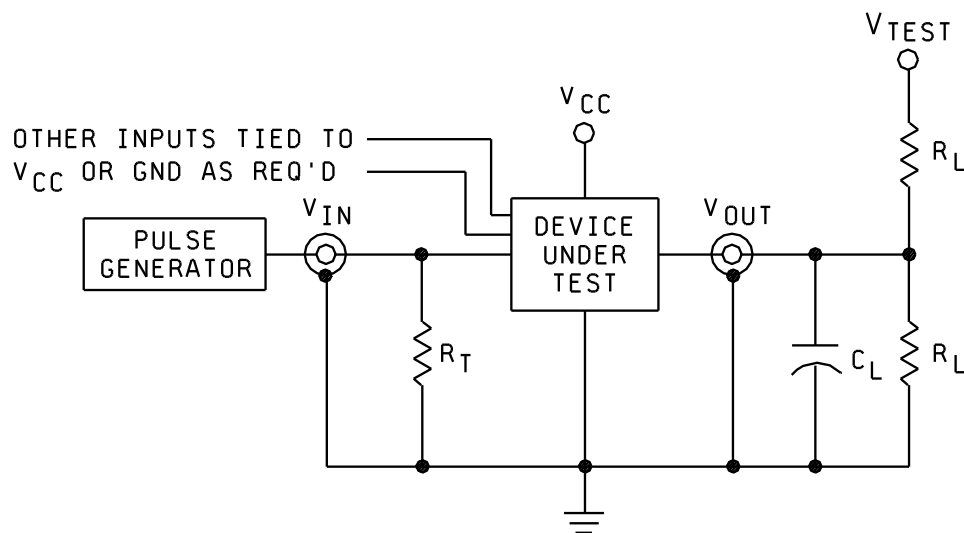 V_TEST
V_CC
OTHER INPUTS TIED TO
V_CC OR GND AS REQ'D
R_L
V_IN
V_OUT
PULSE
GENERATOR
DEVICE
UNDER
TEST
R_T
C_L
R_L